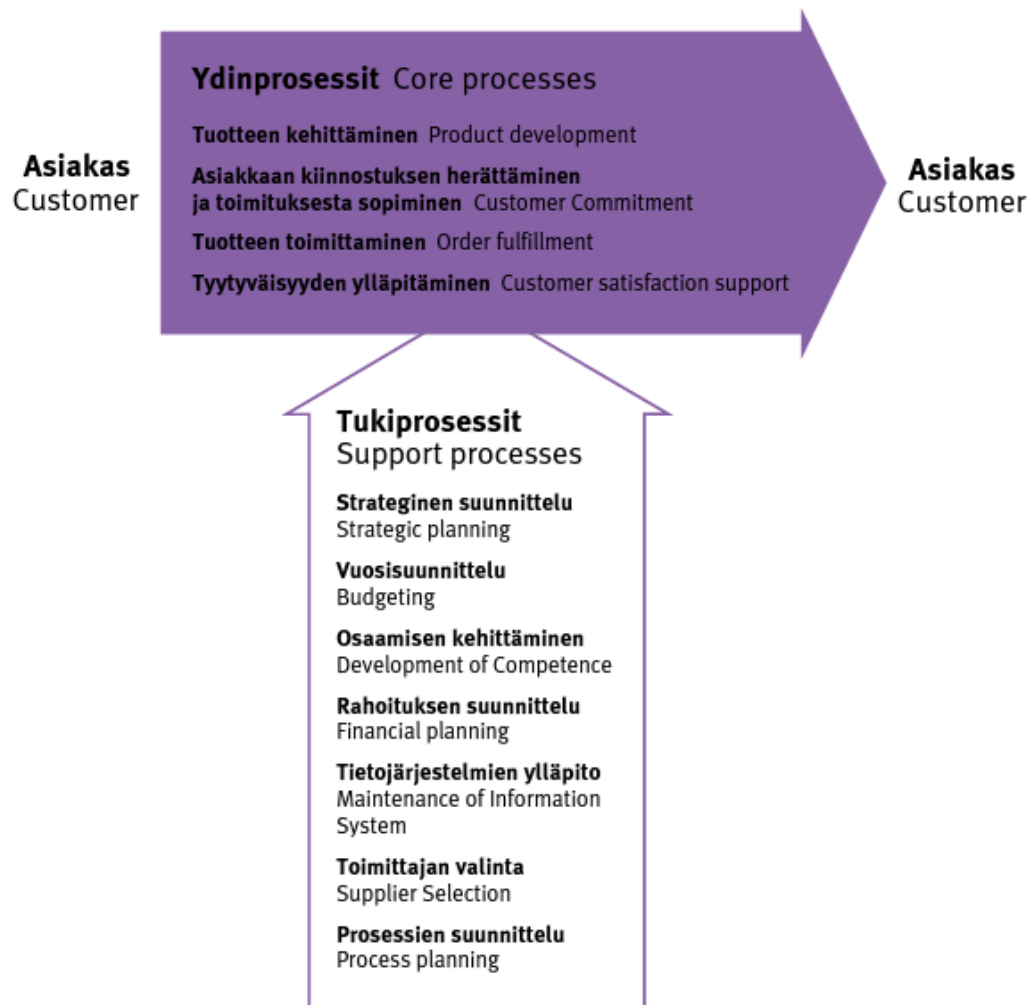 Ydinprosessit Core processes
Tuotteen kehittäminen Product development
Asiakkaan kiinnostuksen herättäminen
ja toimituksesta sopiminen Customer Commitment
Tuotteen toimittaminen Order fulfillment
Tyytyväisyyden ylläpitäminen Customer satisfaction support
Asiakas
Customer
Asiakas
Customer
Tukiprosessit
Support processes
Strateginen suunnittelu
Strategic planning
Vuosisuunnittelu
Budgeting
Osaamisen kehittäminen
Development of Competence
Rahoituksen suunnittelu
Financial planning
Tietojärjestelmien ylläpito
Maintenance of Information
System
Toimittajan valinta
Supplier Selection
Prosessien suunnittelu
Process planning